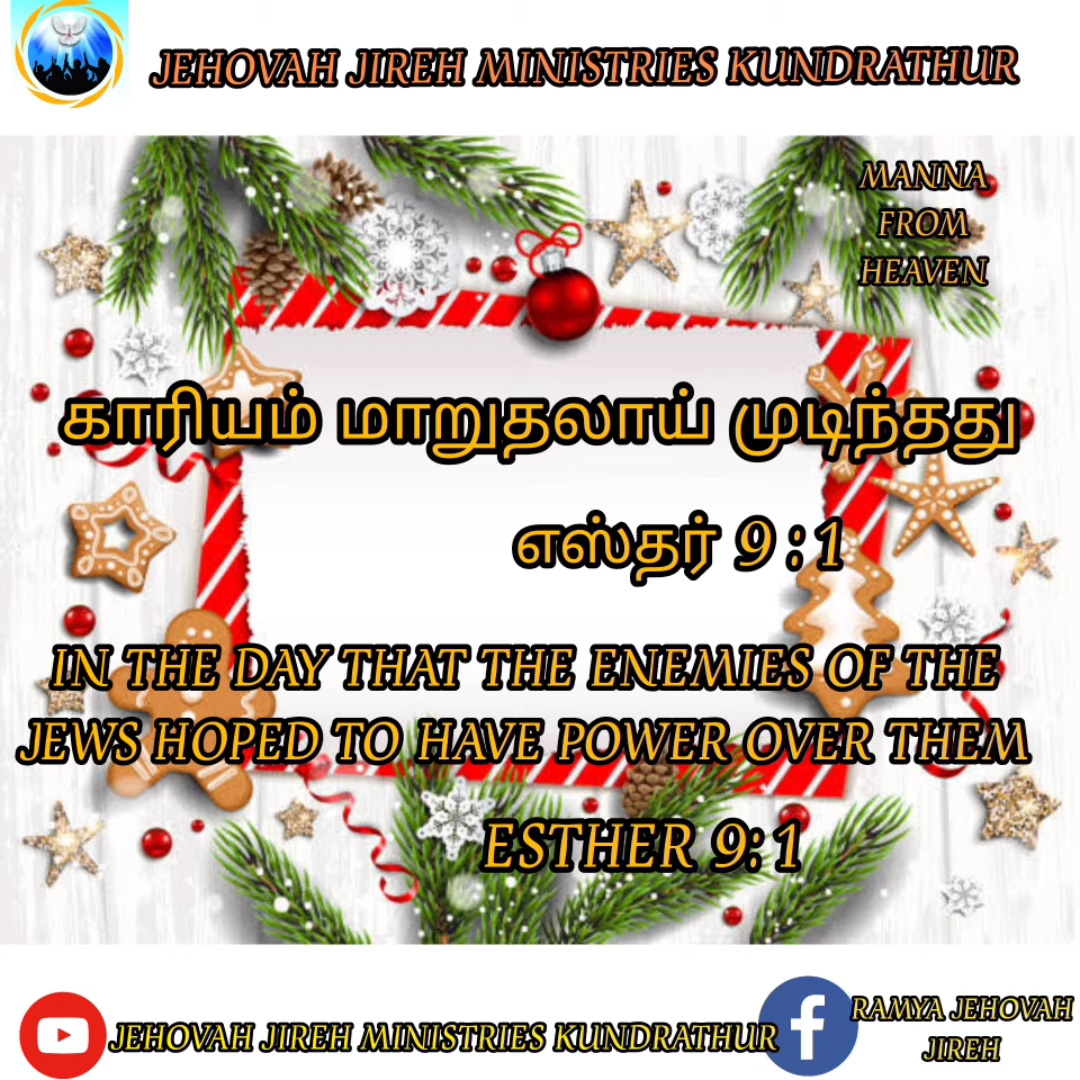 JEHOVAH JIREH MINISTRIES KUNDRATHUR
MANNA
FROM
HEAVEN
காரியம் மாறுதலாய் முடிந்தது
எஸ்தர் 9 : 1
IN THE DAY THAT THE ENEMIES OF THE
JEWS HOPED TO HAVE POWER OVER THEM
ESTHER 9: 1
JEHOVAH JIREH MINISTRIES KUNDRATHUR
RAMYA JEHOVAH
JIREH